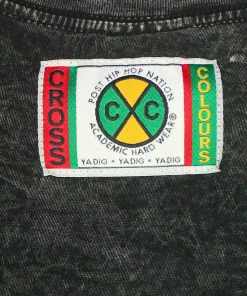 CROSS
POST HIP HOP NATION
C C
ACADEMIC HARD WEAR®
YADIG • YADIG • YADIG
COLOURS